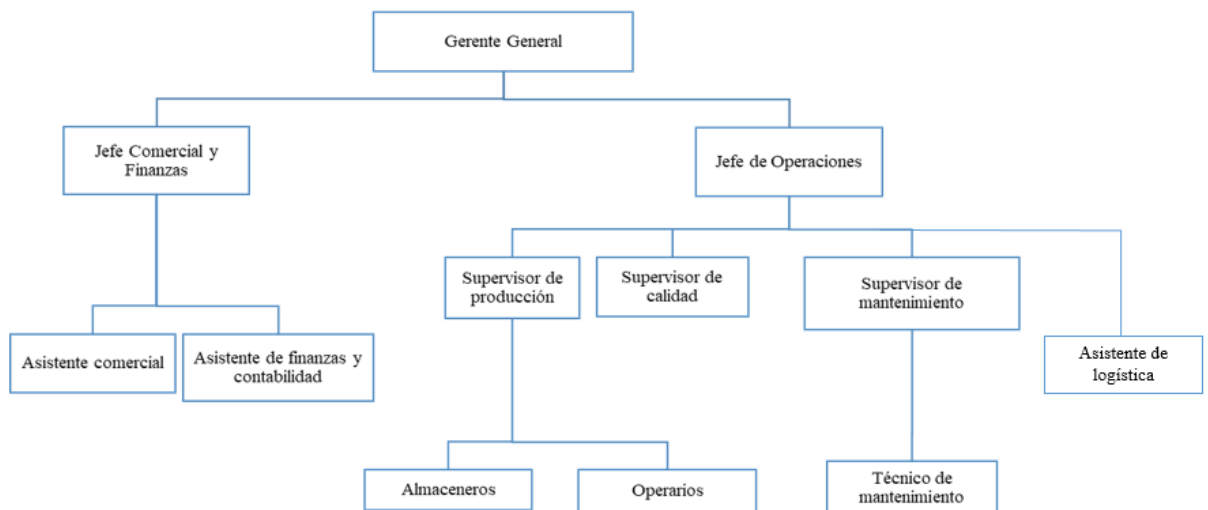 Gerente General
Jefe Comercial y
Finanzas
Jefe de Operaciones
Supervisor de
producción
Supervisor de
calidad
Supervisor de
mantenimiento
Asistente comercial
Asistente de finanzas y
contabilidad
Asistente de
logística
Almaceneros
Operarios
Técnico de
mantenimiento